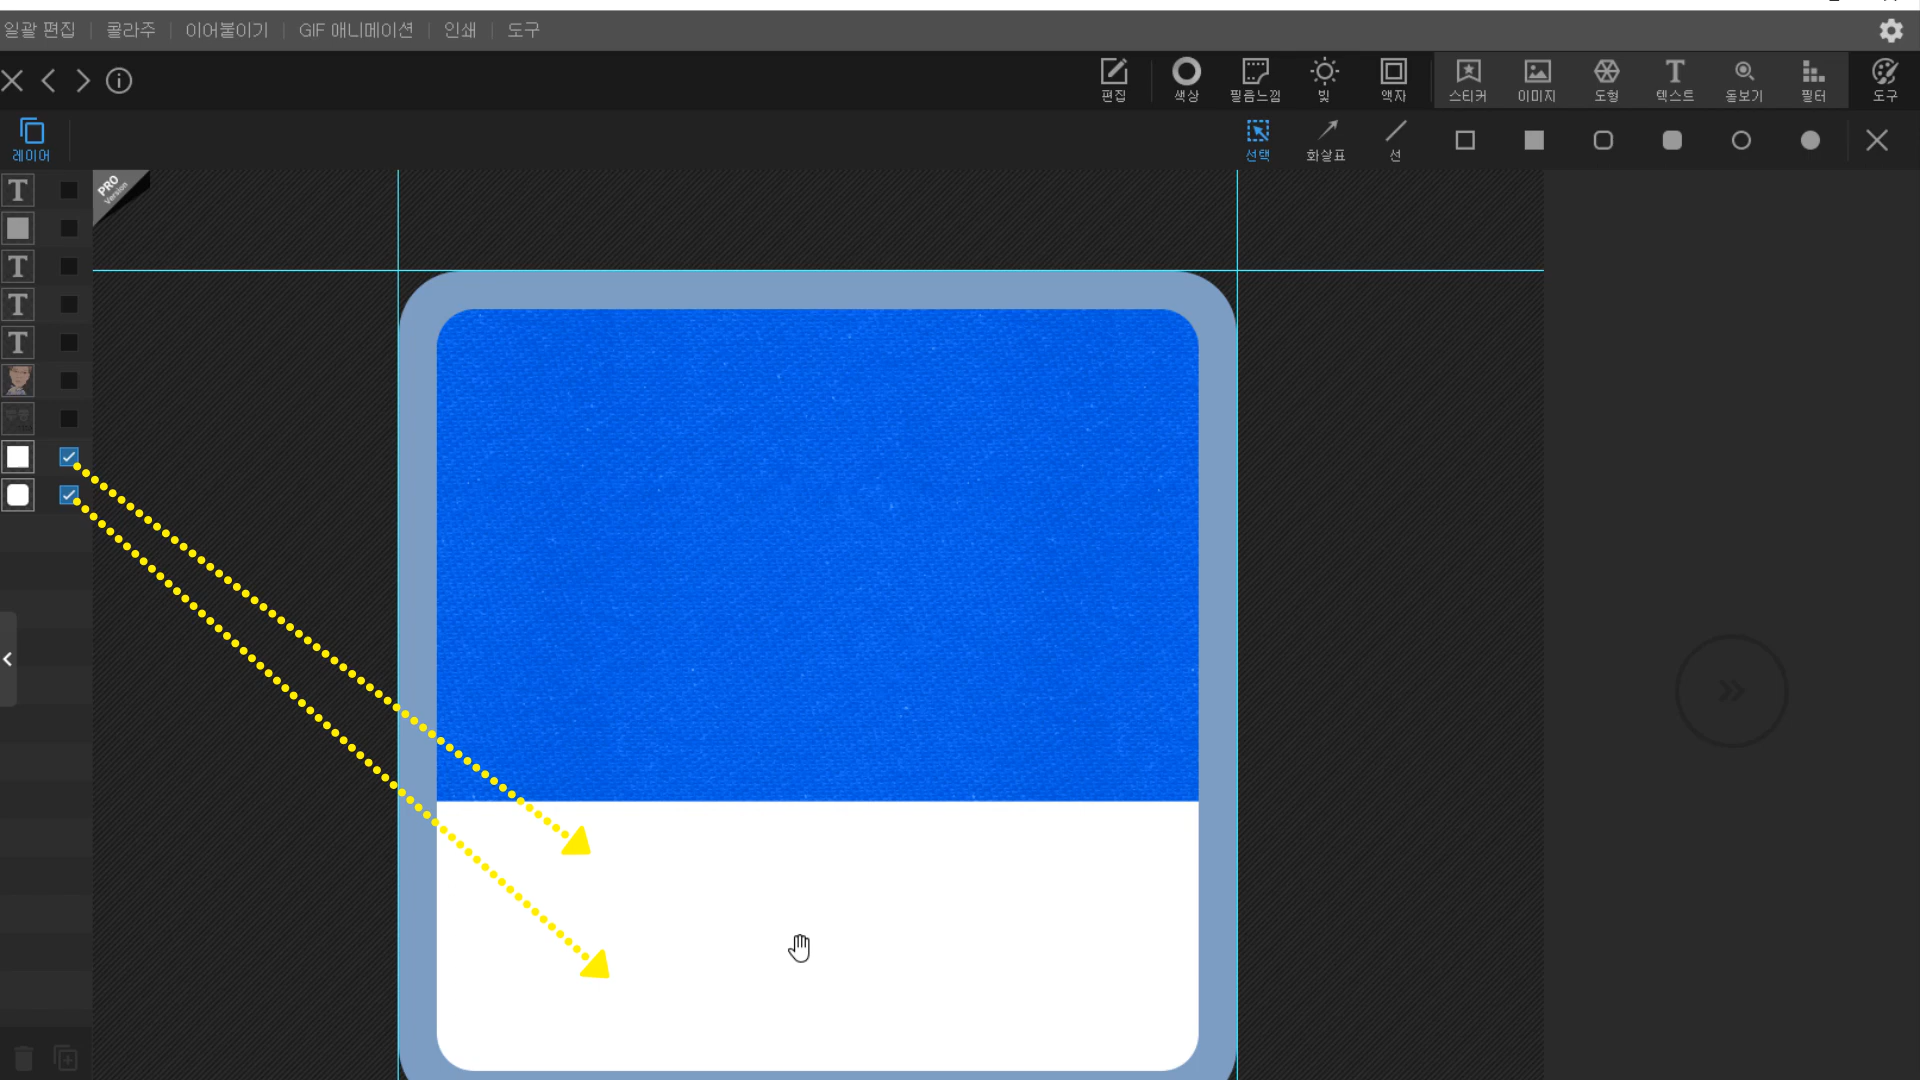 일괄 편집 콜라주 이어붙이기 GIF 애니메이션 인쇄 도구
편집 색상 필름느낌 빛 액자 스티커 이미지 도형 텍스트 돋보기 필터 도구
레이어 선택 화살표 선
PRO
Version